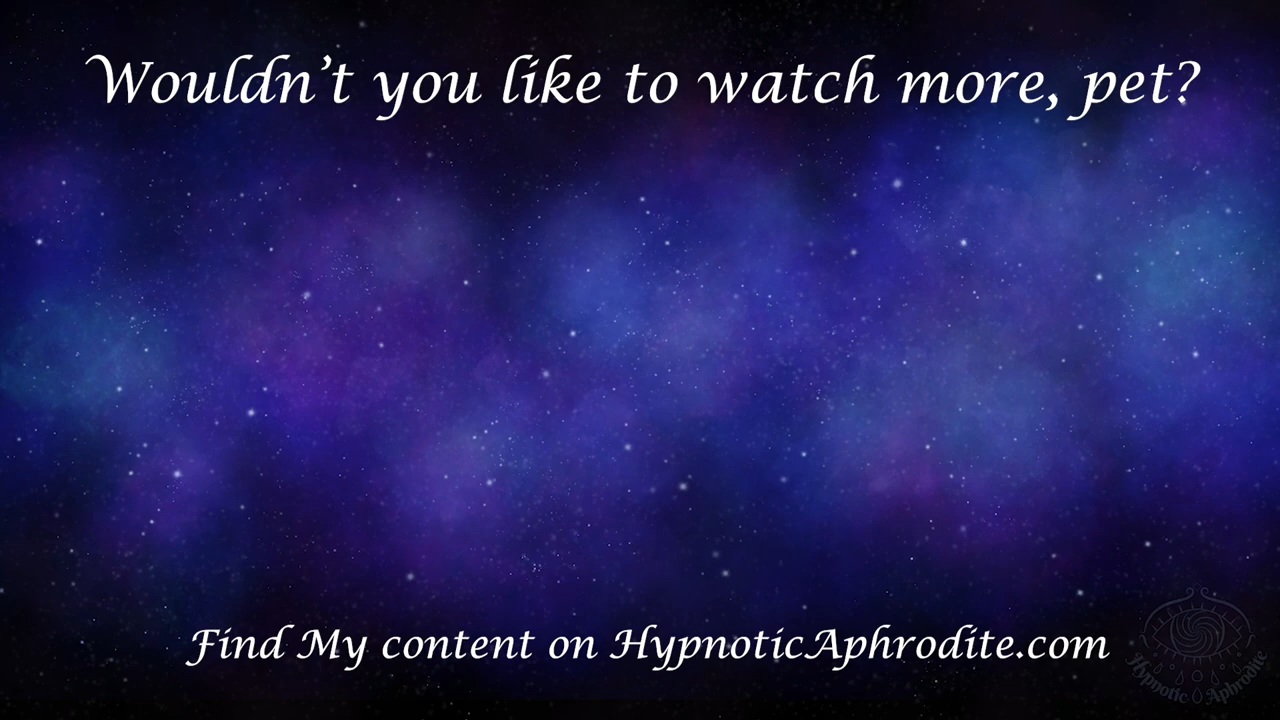 Wouldn't you like to watch more, pet?
Find My content on HypnoticAphrodite.com
Hypnotic Aphrodite